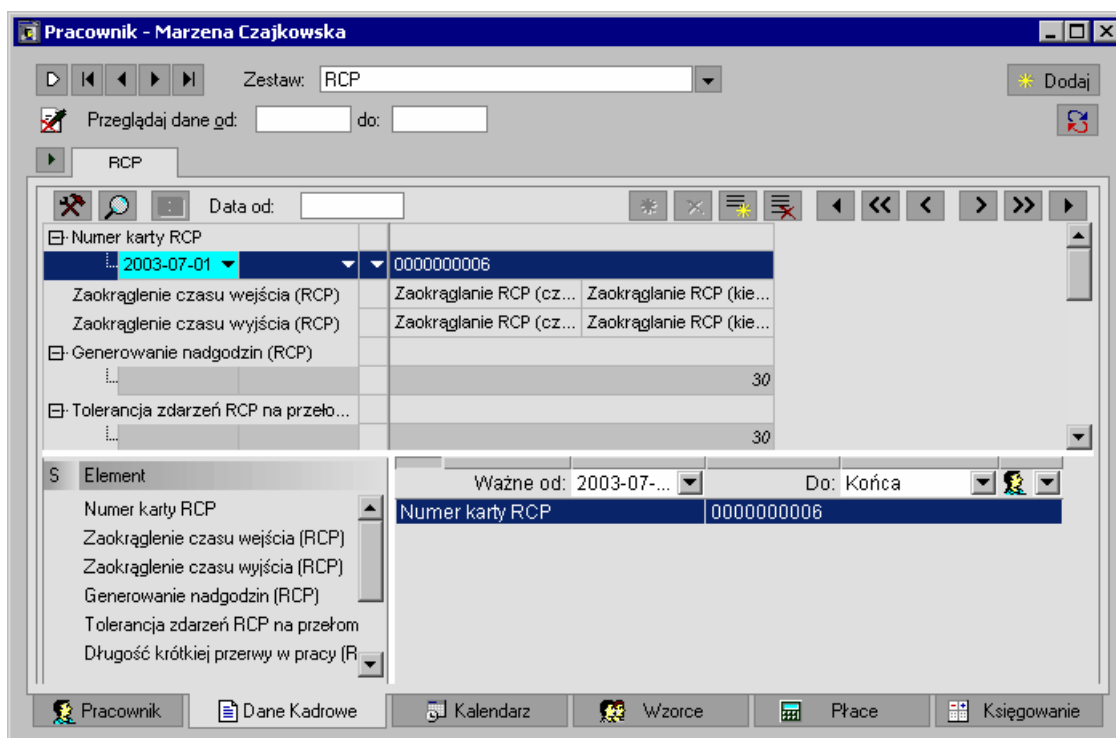 Pracownik - Marzena Czajkowska
Zestaw: RCP
Dodaj
Przeglądaj dane od: do:
RCP
Data od:
Numer karty RCP
2003-07-01 0000000006
Zaokrąglenie czasu wejścia (RCP) Zaokrąglanie RCP (cz... Zaokrąglanie RCP (kie...
Zaokrąglenie czasu wyjścia (RCP) Zaokrąglanie RCP (cz... Zaokrąglanie RCP (kie...
Generowanie nadgodzin (RCP)
30
Tolerancja zdarzeń RCP na przeło...
30
S Element
Ważne od: 2003-07-... Do: Końca
Numer karty RCP 0000000006
Numer karty RCP
Zaokrąglenie czasu wejścia (RCP)
Zaokrąglenie czasu wyjścia (RCP)
Generowanie nadgodzin (RCP)
Tolerancja zdarzeń RCP na przełom
Długość krótkiej przerwy w pracy (R
Pracownik Dane Kadrowe Kalendarz Wzorce Płace Księgowanie